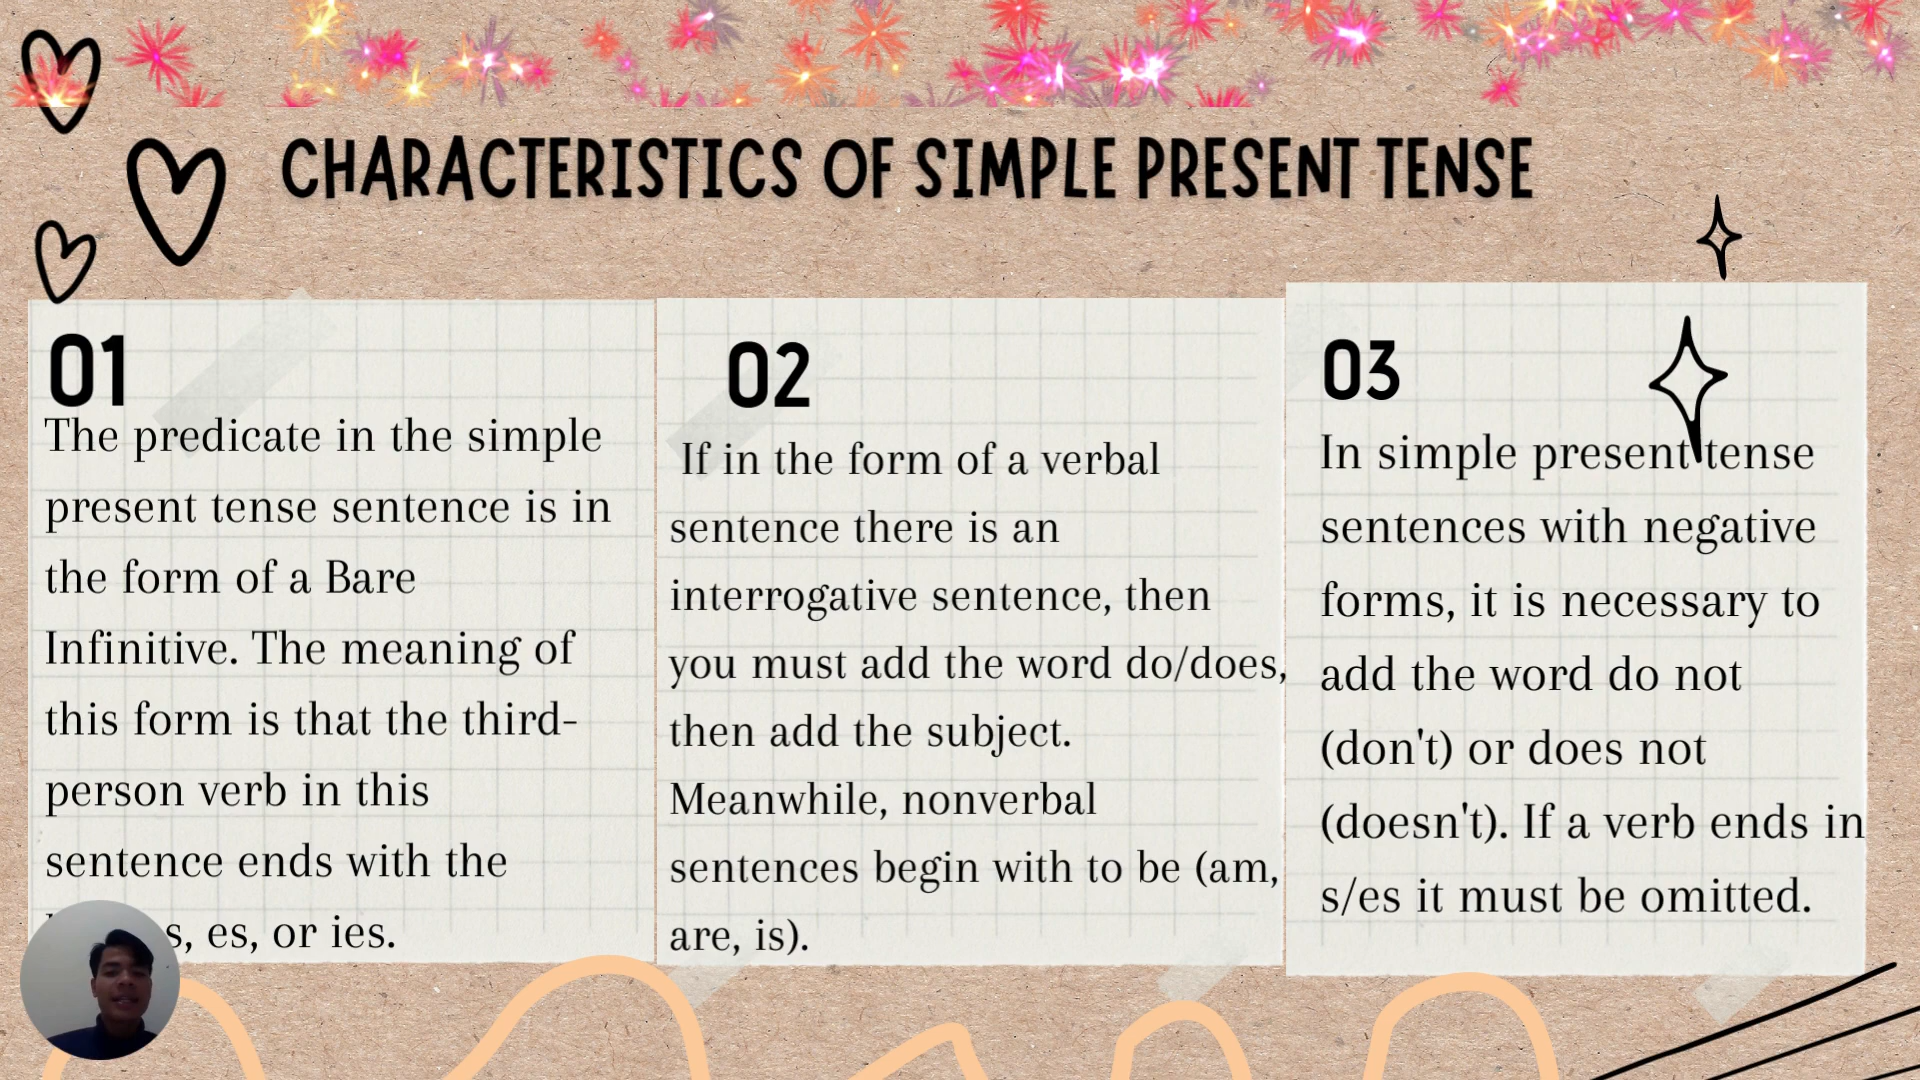 CHARACTERISTICS OF SIMPLE PRESENT TENSE
01
The predicate in the simple
present tense sentence is in
the form of a Bare
Infinitive. The meaning of
this form is that the third-
person verb in this
sentence ends with the
s, es, or ies.
02
If in the form of a verbal
sentence there is an
interrogative sentence, then
you must add the word do/does,
then add the subject.
Meanwhile, nonverbal
sentences begin with to be (am,
are, is).
03
In simple present tense
sentences with negative
forms, it is necessary to
add the word do not
(don't) or does not
(doesn't). If a verb ends in
s/es it must be omitted.